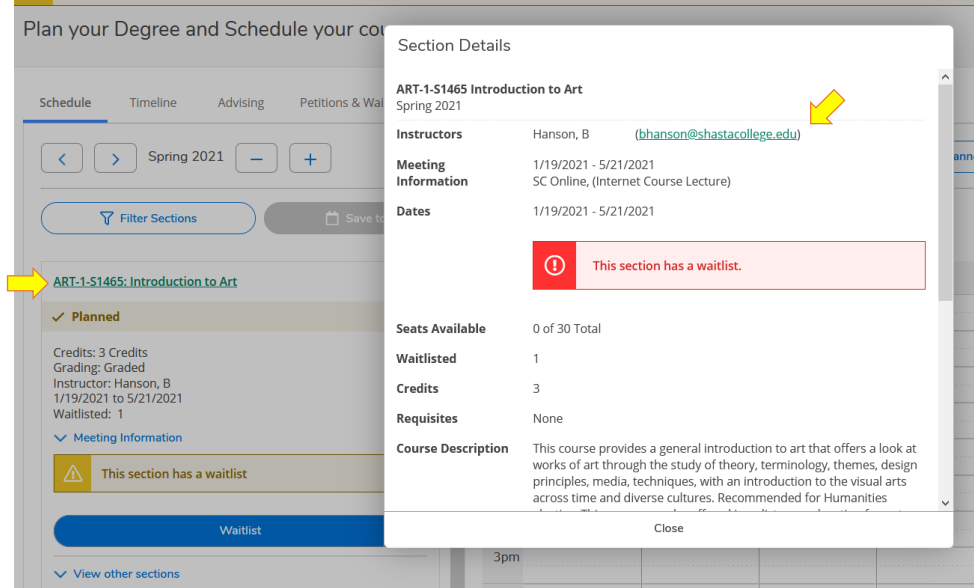 Plan your Degree and Schedule your cou
Schedule Timeline Advising Petitions & Wai
Spring 2021
Filter Sections
Save to
ART-1-S1465: Introduction to Art
Planned
Credits: 3 Credits
Grading: Graded
Instructor: Hanson, B
1/19/2021 to 5/21/2021
Waitlisted: 1
Meeting Information
This section has a waitlist
Waitlist
View other sections
Section Details
ART-1-S1465 Introduction to Art
Spring 2021
Instructors Hanson, B (bhanson@shastacollege.edu)
Meeting Information 1/19/2021 - 5/21/2021
SC Online, (Internet Course Lecture)
Dates 1/19/2021 - 5/21/2021
This section has a waitlist.
Seats Available 0 of 30 Total
Waitlisted 1
Credits 3
Requisites None
Course Description This course provides a general introduction to art that offers a look at
works of art through the study of theory, terminology, themes, design
principles, media, techniques, with an introduction to the visual arts
across time and diverse cultures. Recommended for Humanities
Close
ann
3pm